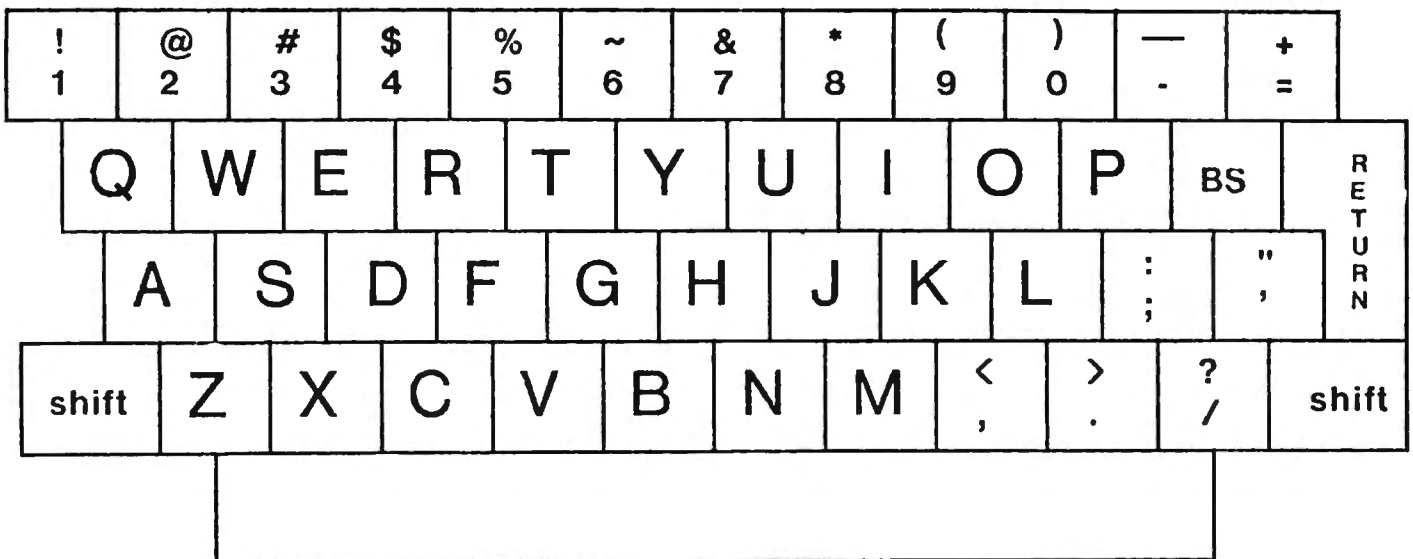 ! @ # $ % ~ & * ( ) — +
1 2 3 4 5 6 7 8 9 0 - =
Q W E R T Y U I O P BS RETURN
A S D F G H J K L : "
; '
shift Z X C V B N M < > ? shift
, . /